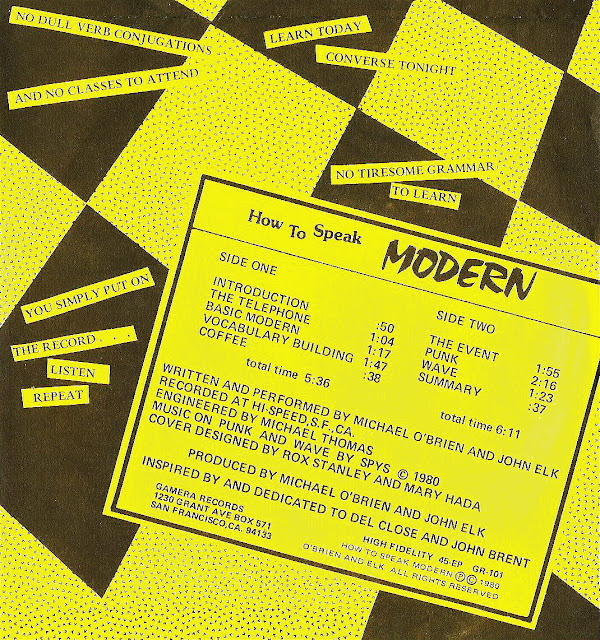 NO DULL VERB CONJUGATIONS
AND NO CLASSES TO ATTEND
LEARN TODAY
CONVERSE TONIGHT
NO TIRESOME GRAMMAR
TO LEARN
YOU SIMPLY PUT ON
THE RECORD . . .
LISTEN
REPEAT
How To Speak MODERN
SIDE ONE
INTRODUCTION :50
THE TELEPHONE 1:04
BASIC MODERN 1:17
VOCABULARY BUILDING 1:47
COFFEE :38
total time 5:36
SIDE TWO
THE EVENT 1:55
PUNK 2:16
WAVE 1:23
SUMMARY :37
total time 6:11
WRITTEN AND PERFORMED BY MICHAEL O'BRIEN AND JOHN ELK
RECORDED AT HI-SPEED,S.F.,CA.
ENGINEERED BY MICHAEL THOMAS
MUSIC ON PUNK AND WAVE BY SPYS © 1980
COVER DESIGNED BY ROX STANLEY AND MARY HADA
PRODUCED BY MICHAEL O'BRIEN AND JOHN ELK
INSPIRED BY AND DEDICATED TO DEL CLOSE AND JOHN BRENT
GAMERA RECORDS
1230 GRANT AVE BOX 571
SAN FRANCISCO,CA. 94133
HIGH FIDELITY 45-EP GR-101
HOW TO SPEAK MODERN ℗ © 1980
O'BRIEN AND ELK ALL RIGHTS RESERVED